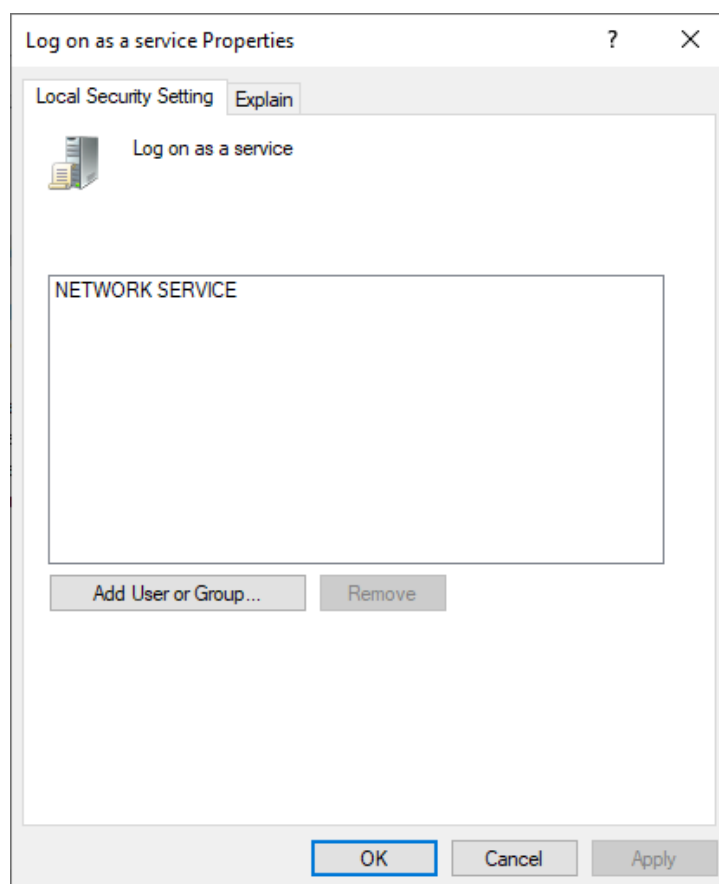 Log on as a service Properties
?
Local Security Setting
Explain
Log on as a service
NETWORK SERVICE
Add User or Group...
Remove
OK
Cancel
Apply